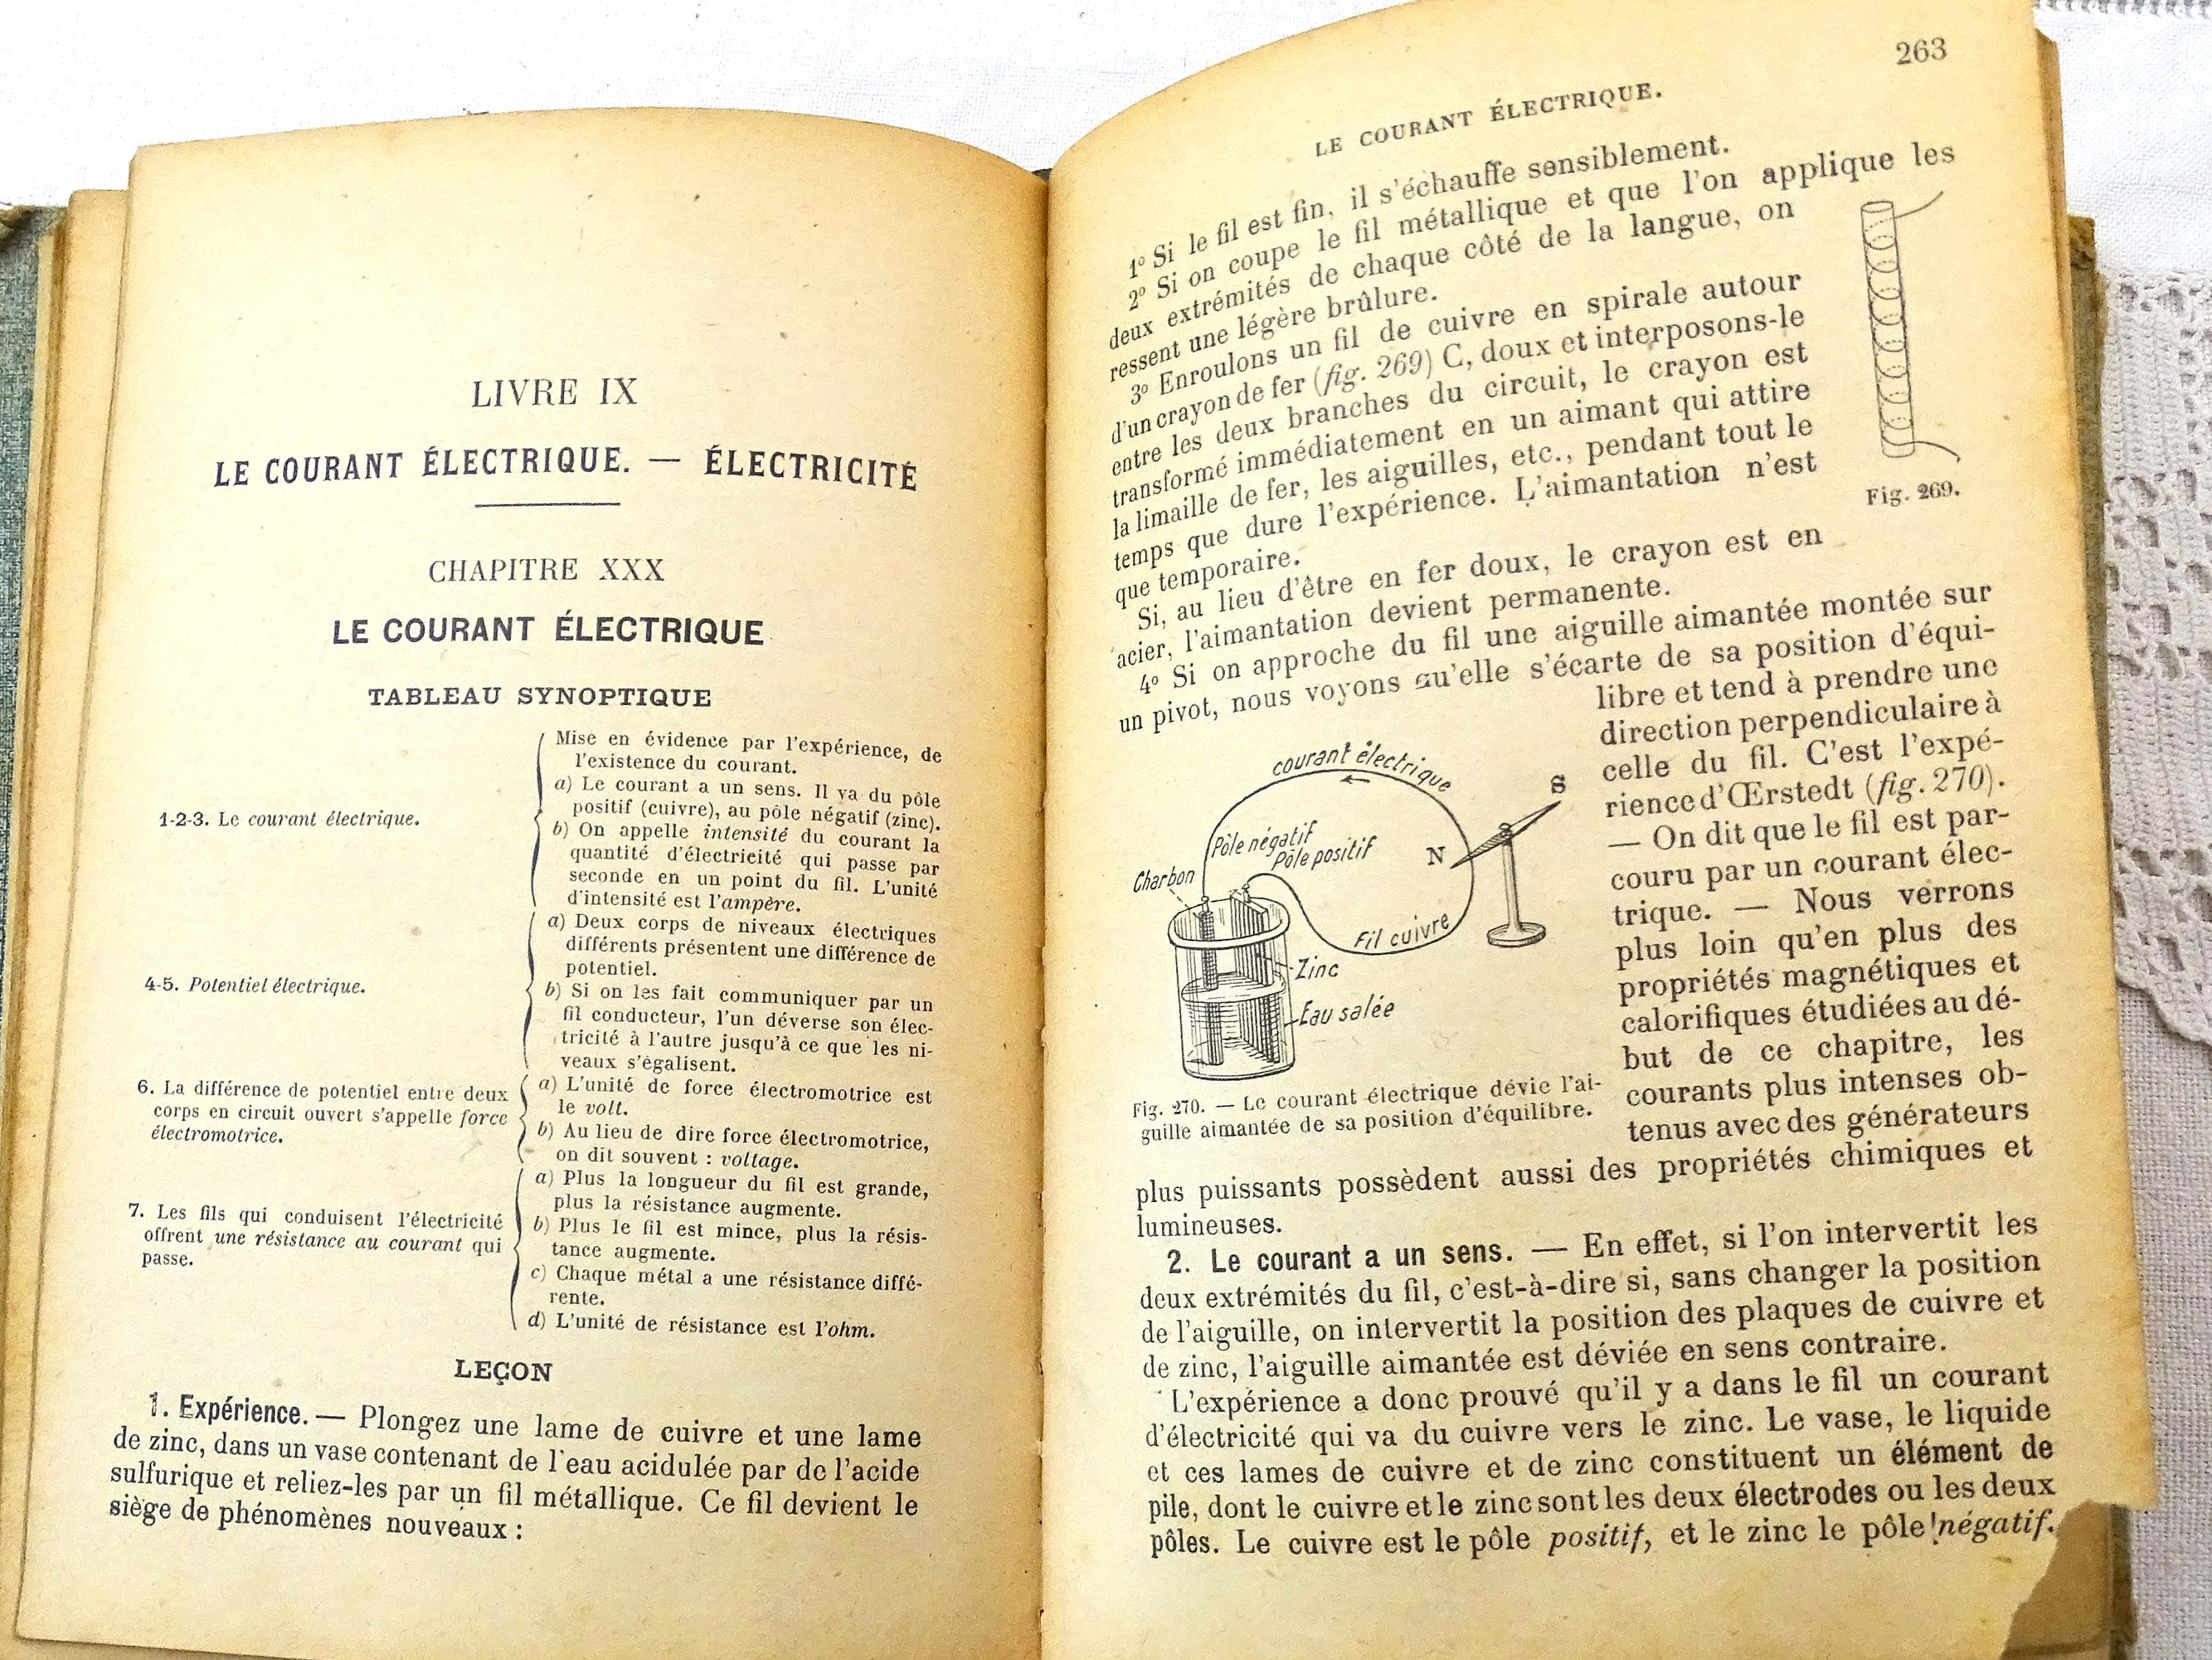 LIVRE IX
LE COURANT ÉLECTRIQUE. — ÉLECTRICITÉ
CHAPITRE XXX
LE COURANT ÉLECTRIQUE
TABLEAU SYNOPTIQUE
1-2-3. Le courant électrique.
Mise en évidence par l'expérience, de
l'existence du courant.
a) Le courant a un sens. Il va du pôle
positif (cuivre), au pôle négatif (zinc).
b) On appelle intensité du courant la
quantité d'électricité qui passe par
seconde en un point du fil. L'unité
d'intensité est l'ampère.
4-5. Potentiel électrique.
a) Deux corps de niveaux électriques
différents présentent une différence de
potentiel.
b) Si on les fait communiquer par un
fil conducteur, l'un déverse son élec-
tricité à l'autre jusqu'à ce que les ni-
veaux s'égalisent.
6. La différence de potentiel entre deux
corps en circuit ouvert s'appelle force
électromotrice.
a) L'unité de force électromotrice est
le volt.
b) Au lieu de dire force électromotrice,
on dit souvent : voltage.
7. Les fils qui conduisent l'électricité
offrent une résistance au courant qui
passe.
a) Plus la longueur du fil est grande,
plus la résistance augmente.
b) Plus le fil est mince, plus la résis-
tance augmente.
c) Chaque métal a une résistance diffé-
rente.
d) L'unité de résistance est l'ohm.
LEÇON
1. Expérience. — Plongez une lame de cuivre et une lame
de zinc, dans un vase contenant de l'eau acidulée par de l'acide
sulfurique et reliez-les par un fil métallique. Ce fil devient le
siège de phénomènes nouveaux :
263
LE COURANT ÉLECTRIQUE.
1° Si le fil est fin, il s'échauffe sensiblement.
2° Si on coupe le fil métallique et que l'on applique les
deux extrémités de chaque côté de la langue, on
ressent une légère brûlure.
3° Enroulons un fil de cuivre en spirale autour
d'un crayon de fer (fig. 269) C, doux et interposons-le
entre les deux branches du circuit, le crayon est
transformé immédiatement en un aimant qui attire
la limaille de fer, les aiguilles, etc., pendant tout le
temps que dure l'expérience. L'aimantation n'est
que temporaire.
Fig. 269.
Si, au lieu d'être en fer doux, le crayon est en
acier, l'aimantation devient permanente.
4° Si on approche du fil une aiguille aimantée montée sur
un pivot, nous voyons qu'elle s'écarte de sa position d'équi-
libre et tend à prendre une
direction perpendiculaire à
celle du fil. C'est l'expé-
rience d'Œrstedt (fig. 270).
— On dit que le fil est par-
couru par un courant élec-
trique. — Nous verrons
plus loin qu'en plus des
propriétés magnétiques et
calorifiques étudiées au dé-
but de ce chapitre, les
courants plus intenses ob-
tenus avec des générateurs
courant électrique
S
Pôle négatif
Pôle positif
N
Charbon
Fil cuivre
Zinc
Eau salée
Fig. 270. — Le courant électrique dévie l'ai-
guille aimantée de sa position d'équilibre.
plus puissants possèdent aussi des propriétés chimiques et
lumineuses.
2. Le courant a un sens. — En effet, si l'on intervertit les
deux extrémités du fil, c'est-à-dire si, sans changer la position
de l'aiguille, on intervertit la position des plaques de cuivre et
de zinc, l'aiguille aimantée est déviée en sens contraire.
L'expérience a donc prouvé qu'il y a dans le fil un courant
d'électricité qui va du cuivre vers le zinc. Le vase, le liquide
et ces lames de cuivre et de zinc constituent un élément de
pile, dont le cuivre et le zinc sont les deux électrodes ou les deux
pôles. Le cuivre est le pôle positif, et le zinc le pôle négatif.